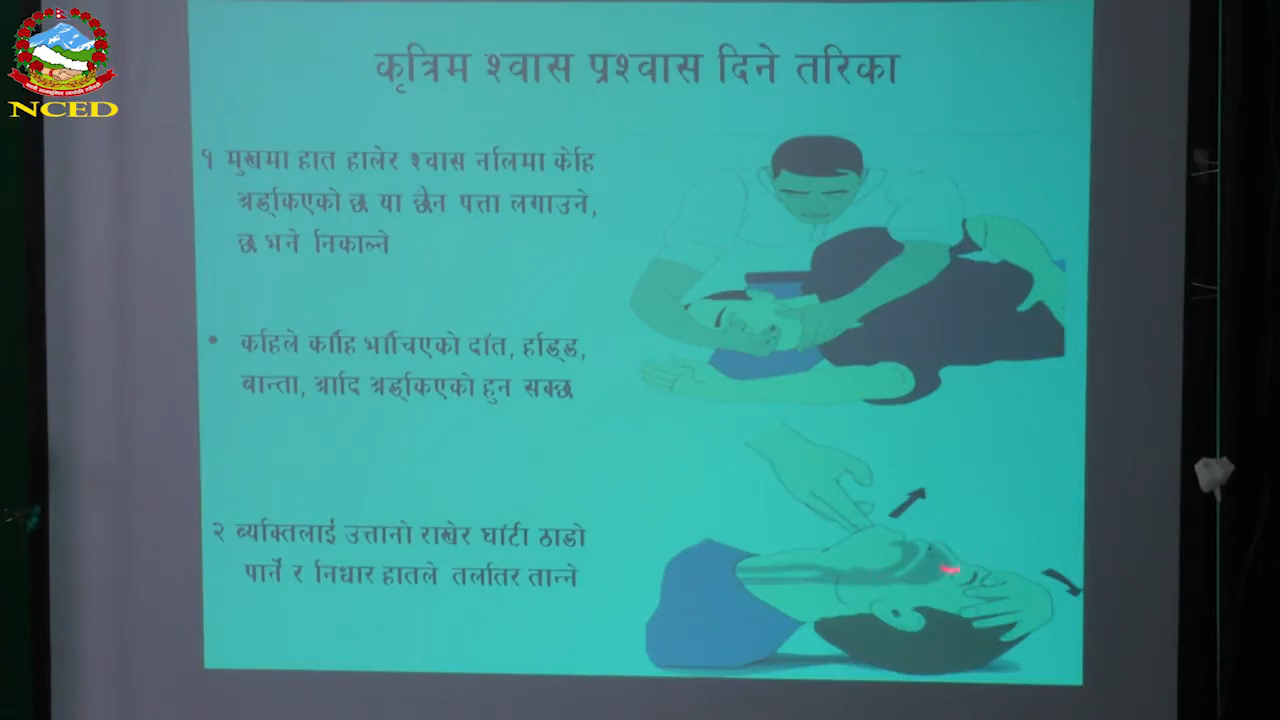 NCED
कृत्रिम श्वास प्रश्वास दिने तरिका
१ मुखमा हात हालेर श्वास नलिमा केहि
अड्किएको छ या छैन पत्ता लगाउने,
छ भने निकाल्ने
• कहिले काँहि भाँचिएको दाँत, हड्डि,
बान्ता, आदि अड्किएको हुन सक्छ
२ ब्यक्तिलाई उत्तानो राखेर घाँटी ठाडो
पार्ने र निधार हातले तलतिर तान्ने